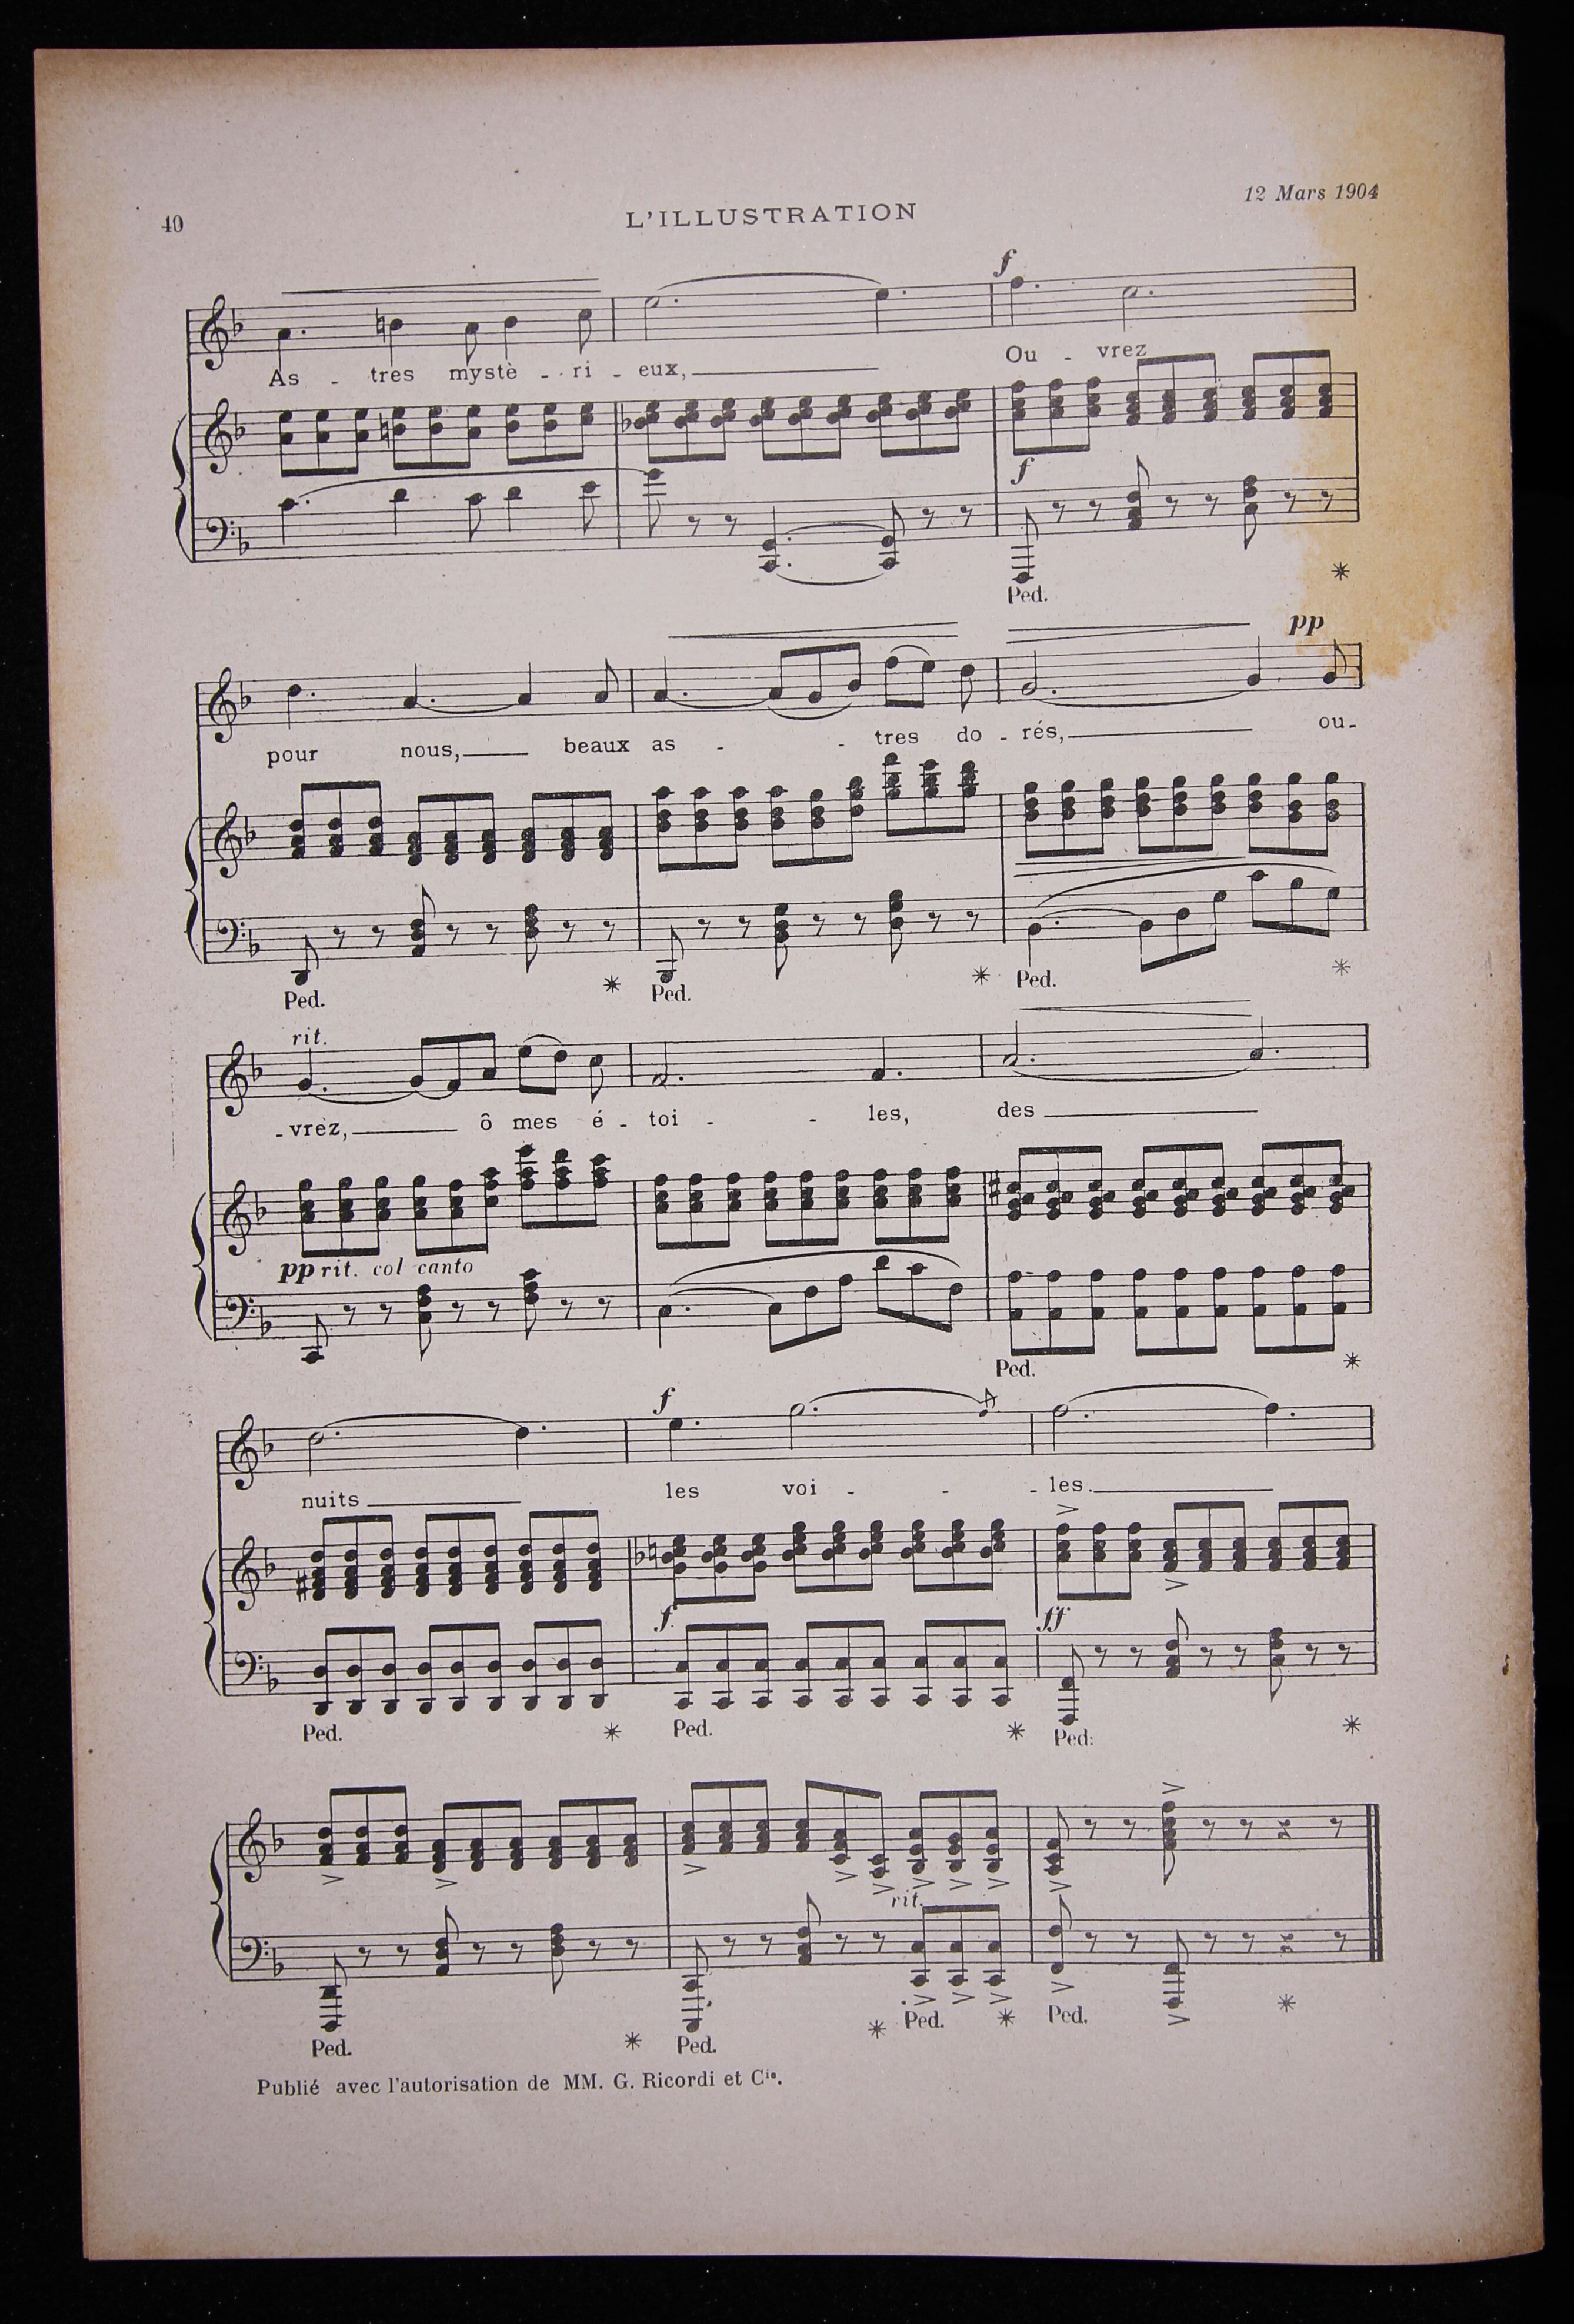 40
L'ILLUSTRATION
12 Mars 1904
f
As - tres mystè - ri - eux, Ou - vrez
f
Ped.
pp
pour nous, beaux as - - tres do - rés, ou-
Ped. Ped. Ped.
rit.
-vrez, ô mes é - toi - - les, des
pp rit. col canto
Ped.
f
nuits les voi - - - les.
f ff
Ped. Ped. Ped:
rit.
Ped. Ped. Ped. Ped.
Publié avec l'autorisation de MM. G. Ricordi et Cie.